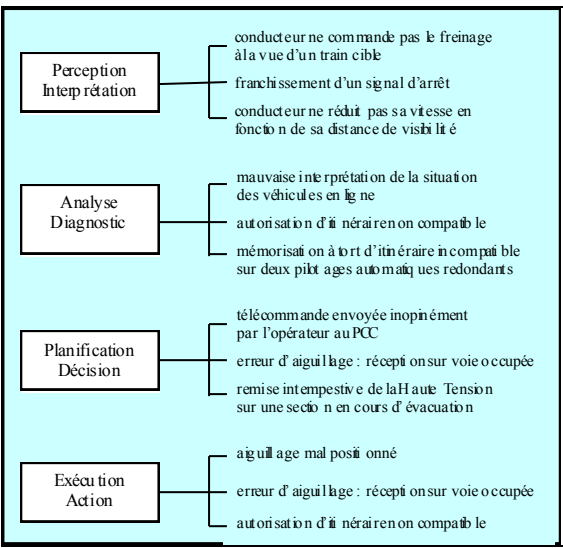 Perception
Interprétation
conducteur ne commande pas le freinage
à la vue d'un train cible
franchissement d'un signal d'arrêt
conducteur ne réduit pas sa vitesse en
fonction de sa distance de visibilité
Analyse
Diagnostic
mauvaise interprétation de la situation
des véhicules en ligne
autorisation d'itinéraire non compatible
mémorisation à tort d'itinéraire incompatible
sur deux pilotages automatiques redondants
Planification
Décision
télécommande envoyée inopinément
par l'opérateur au PCC
erreur d'aiguillage : réception sur voie occupée
remise intempestive de la Haute Tension
sur une section en cours d'évacuation
Exécution
Action
aiguillage mal positionné
erreur d'aiguillage : réception sur voie occupée
autorisation d'itinéraire non compatible